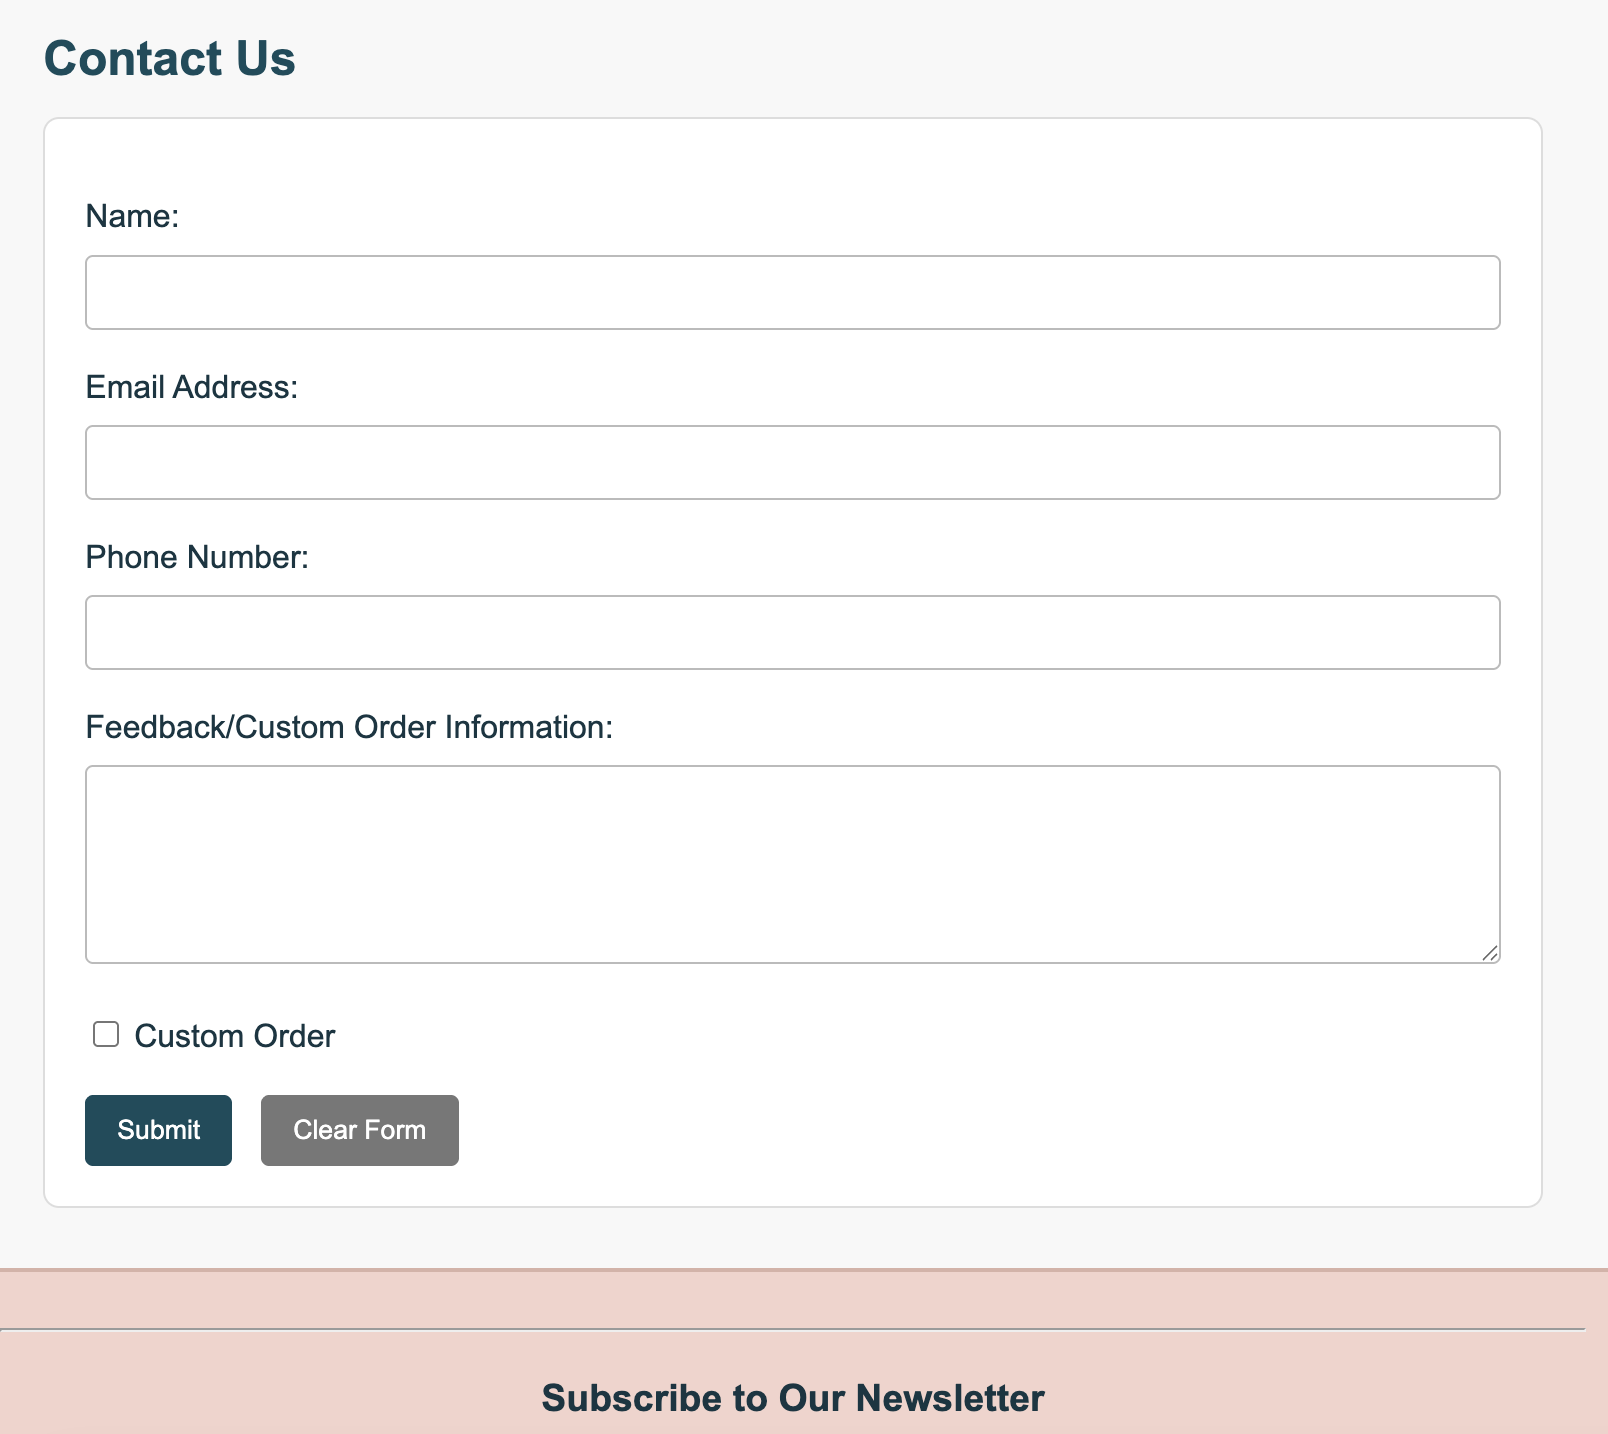 Contact Us
Name:
Email Address:
Phone Number:
Feedback/Custom Order Information:
Custom Order
Submit Clear Form
Subscribe to Our Newsletter